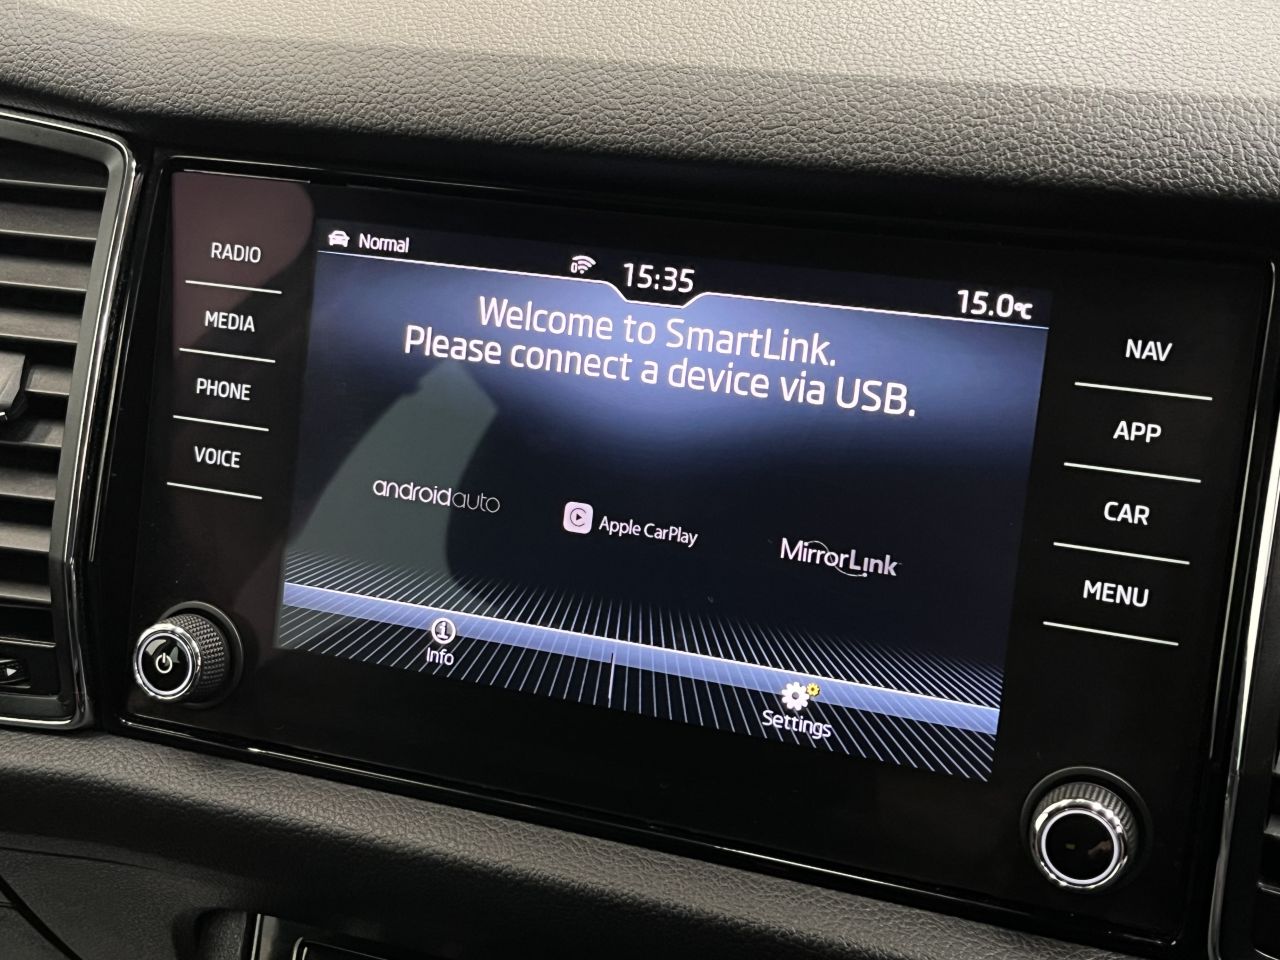 RADIO
MEDIA
PHONE
VOICE
Normal
15:35
15.0°C
Welcome to SmartLink.
Please connect a device via USB.
androidauto
Apple CarPlay
MirrorLink
Info
Settings
NAV
APP
CAR
MENU